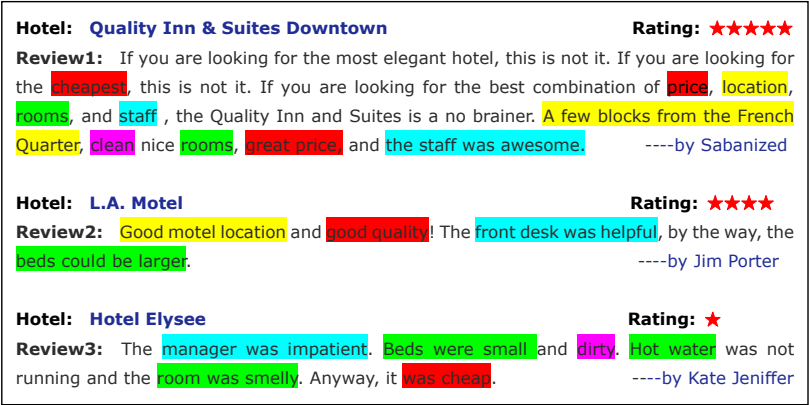 Hotel: Quality Inn & Suites Downtown Rating: ★★★★★
Review1: If you are looking for the most elegant hotel, this is not it. If you are looking for
the cheapest, this is not it. If you are looking for the best combination of price, location,
rooms, and staff , the Quality Inn and Suites is a no brainer. A few blocks from the French
Quarter, clean nice rooms, great price, and the staff was awesome. ----by Sabanized
Hotel: L.A. Motel Rating: ★★★★
Review2: Good motel location and good quality! The front desk was helpful, by the way, the
beds could be larger. ----by Jim Porter
Hotel: Hotel Elysee Rating: ★
Review3: The manager was impatient. Beds were small and dirty. Hot water was not
running and the room was smelly. Anyway, it was cheap. ----by Kate Jeniffer